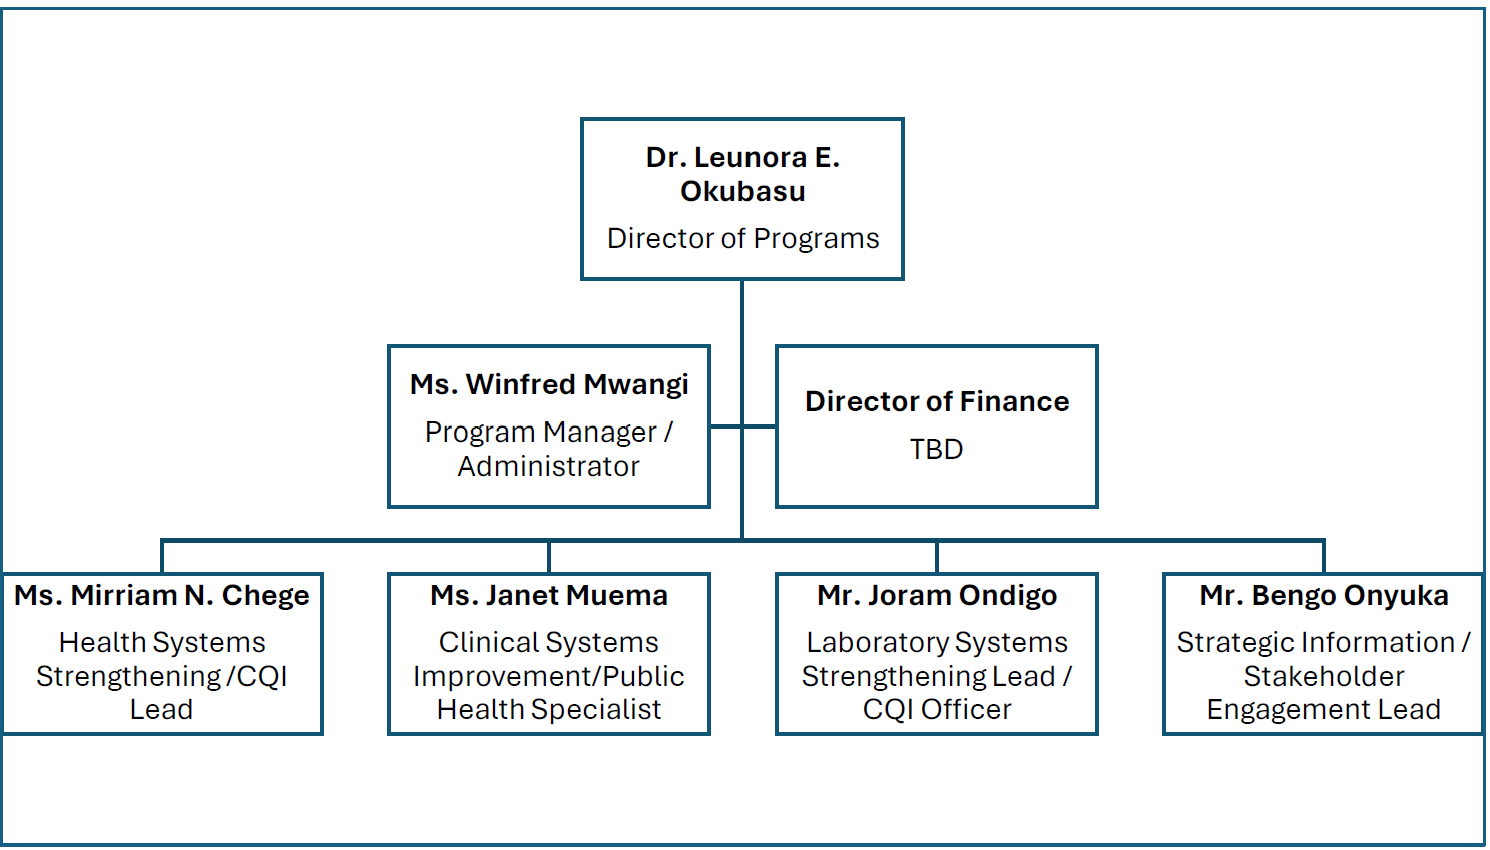 Dr. Leunora E.
Okubasu
Director of Programs
Ms. Winfred Mwangi
Program Manager /
Administrator
Director of Finance
TBD
Ms. Mirriam N. Chege
Health Systems
Strengthening /CQI
Lead
Ms. Janet Muema
Clinical Systems
Improvement/Public
Health Specialist
Mr. Joram Ondigo
Laboratory Systems
Strengthening Lead /
CQI Officer
Mr. Bengo Onyuka
Strategic Information /
Stakeholder
Engagement Lead